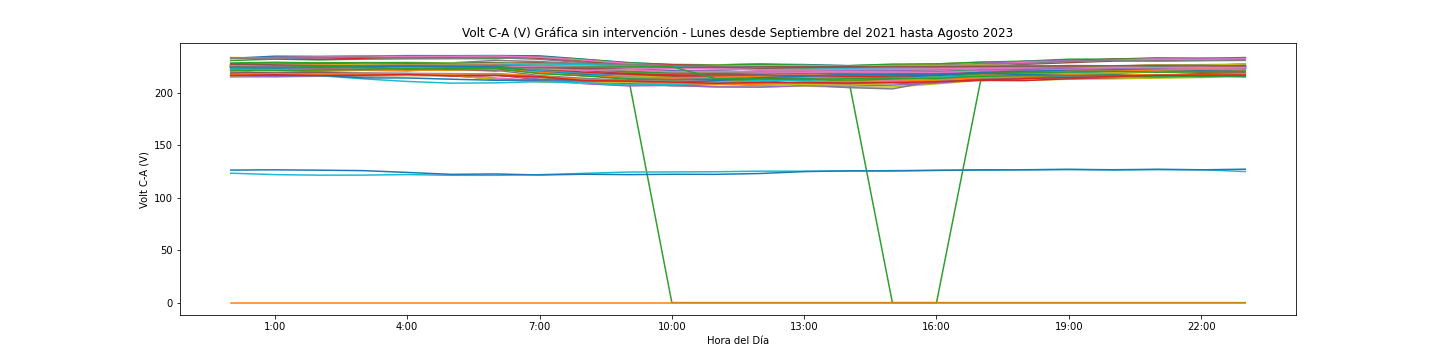 Volt C-A (V) Gráfica sin intervención - Lunes desde Septiembre del 2021 hasta Agosto 2023
Volt C-A (V)
200
150
100
50
0
1:00 4:00 7:00 10:00 13:00 16:00 19:00 22:00
Hora del Día